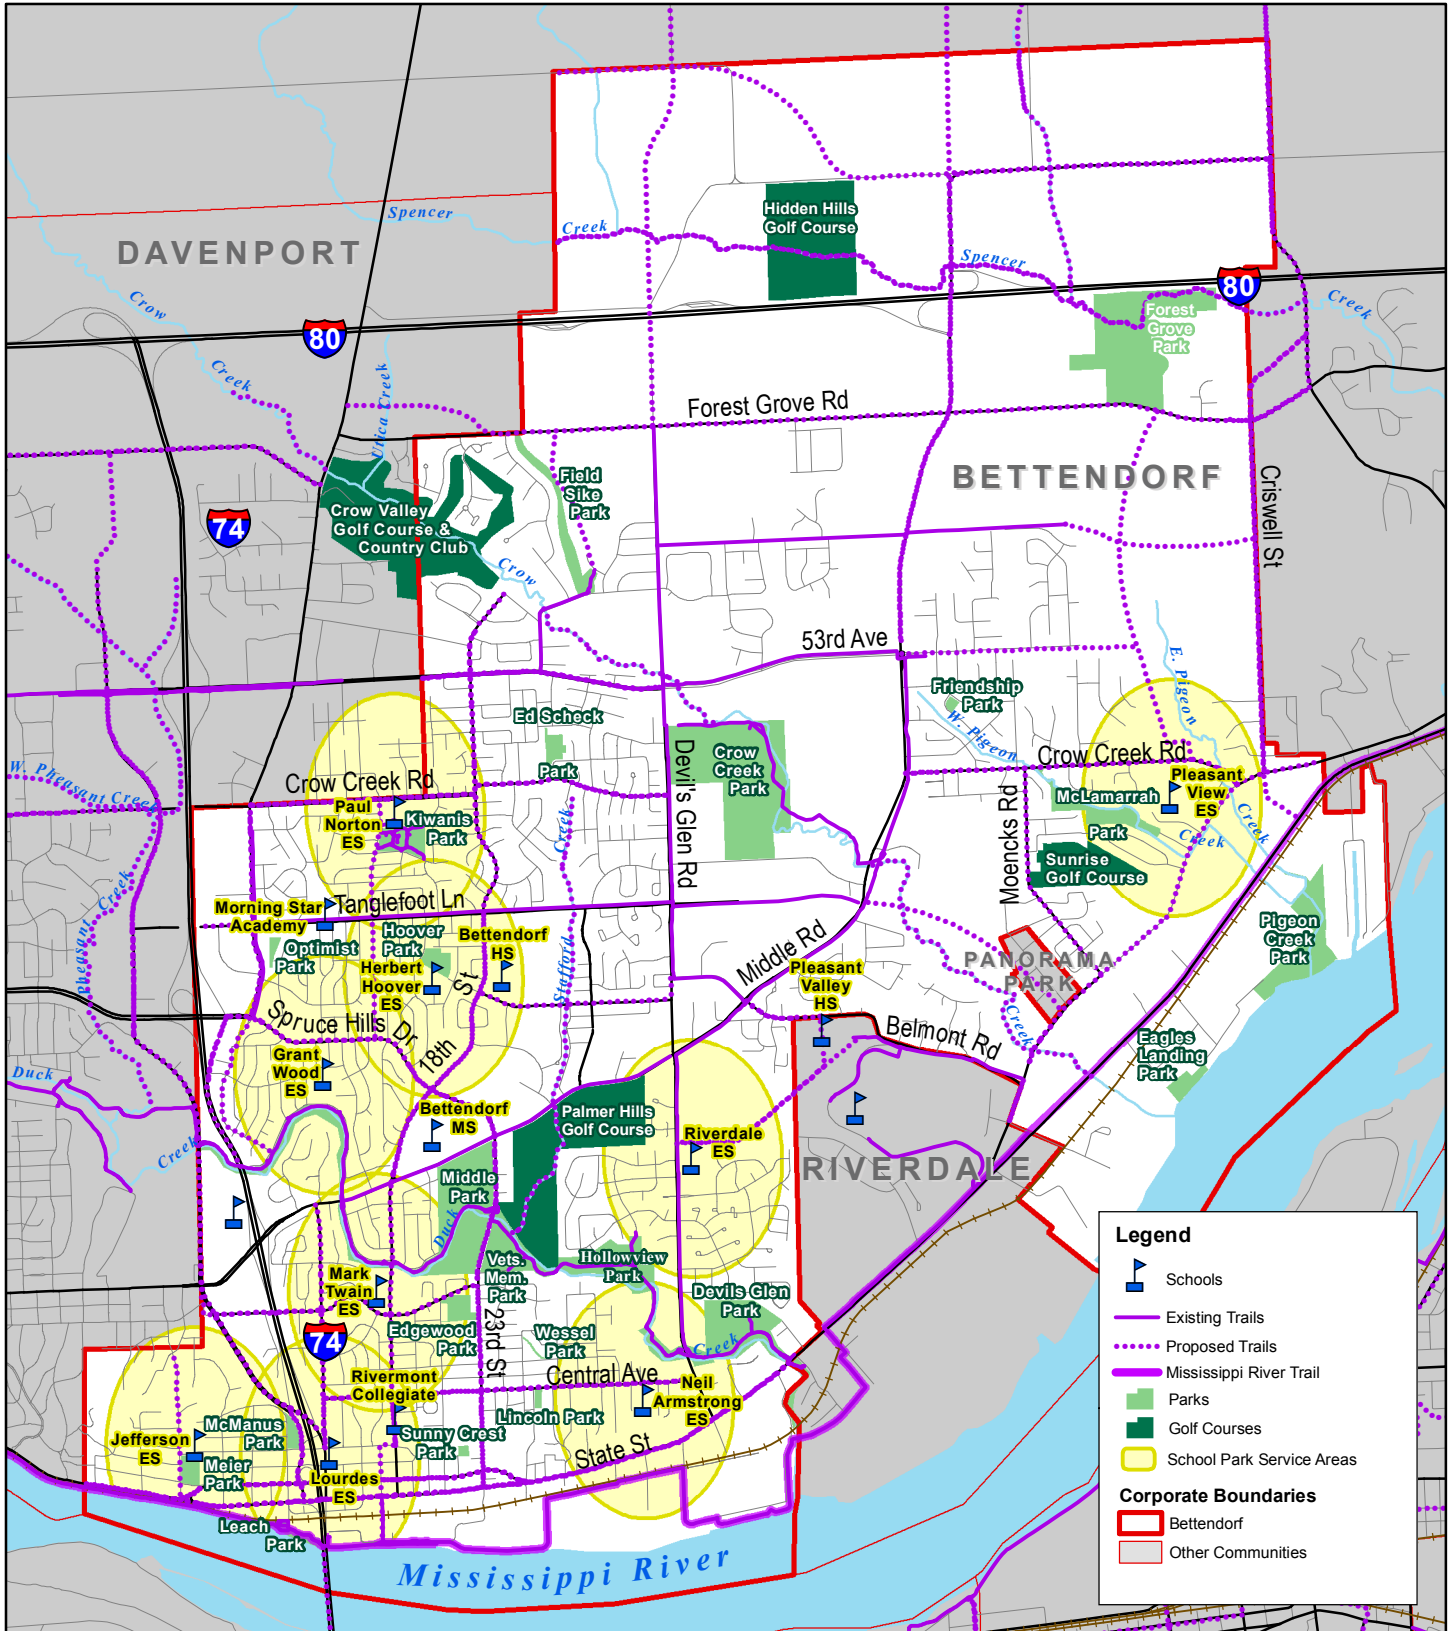 Hidden Hills
Golf Course
Spencer
Creek
DAVENPORT
Spencer
80
Creek
Crow
Forest
Grove
Park
80
Creek
Utica Creek
Forest Grove Rd
BETTENDORF
Criswell St
Field
Sike
Park
Crow Valley
Golf Course &
Country Club
74
Crow
53rd Ave
E. Pigeon
Friendship
Park
W. Pigeon
Ed Scheck
Park
Crow
Creek
Park
Devil's Glen Rd
Crow Creek Rd
Pleasant
View
ES
McLamarrah
Park
Creek
Creek
W. Pheasant Creek
Crow Creek Rd
Paul
Norton
ES
Kiwanis
Park
Creek
Moencks Rd
Sunrise
Golf Course
Pheasant
Creek
Morning Star
Academy
Tanglefoot Ln
Optimist
Park
Hoover
Park
Bettendorf
HS
Herbert
Hoover
ES
Stafford
Middle Rd
Pleasant
Valley
HS
PANORAMA
PARK
Pigeon
Creek
Park
Spruce Hills Dr
18th
St
Belmont Rd
Creek
Eagles
Landing
Park
Grant
Wood
ES
Duck
Creek
Bettendorf
MS
Palmer Hills
Golf Course
Riverdale
ES
RIVERDALE
Middle
Park
Duck
Vets.
Mem.
Park
Hollowview
Park
Mark
Twain
ES
Devils Glen
Park
74
Edgewood
Park
23rd St
Wessel
Park
Creek
Rivermont
Collegiate
Central Ave
Neil
Armstrong
ES
Lincoln Park
Jefferson
ES
McManus
Park
Sunny Crest
Park
Meier
Park
Lourdes
ES
State St
Leach
Park
Mississippi River
Legend
Schools
Existing Trails
Proposed Trails
Mississippi River Trail
Parks
Golf Courses
School Park Service Areas
Corporate Boundaries
Bettendorf
Other Communities